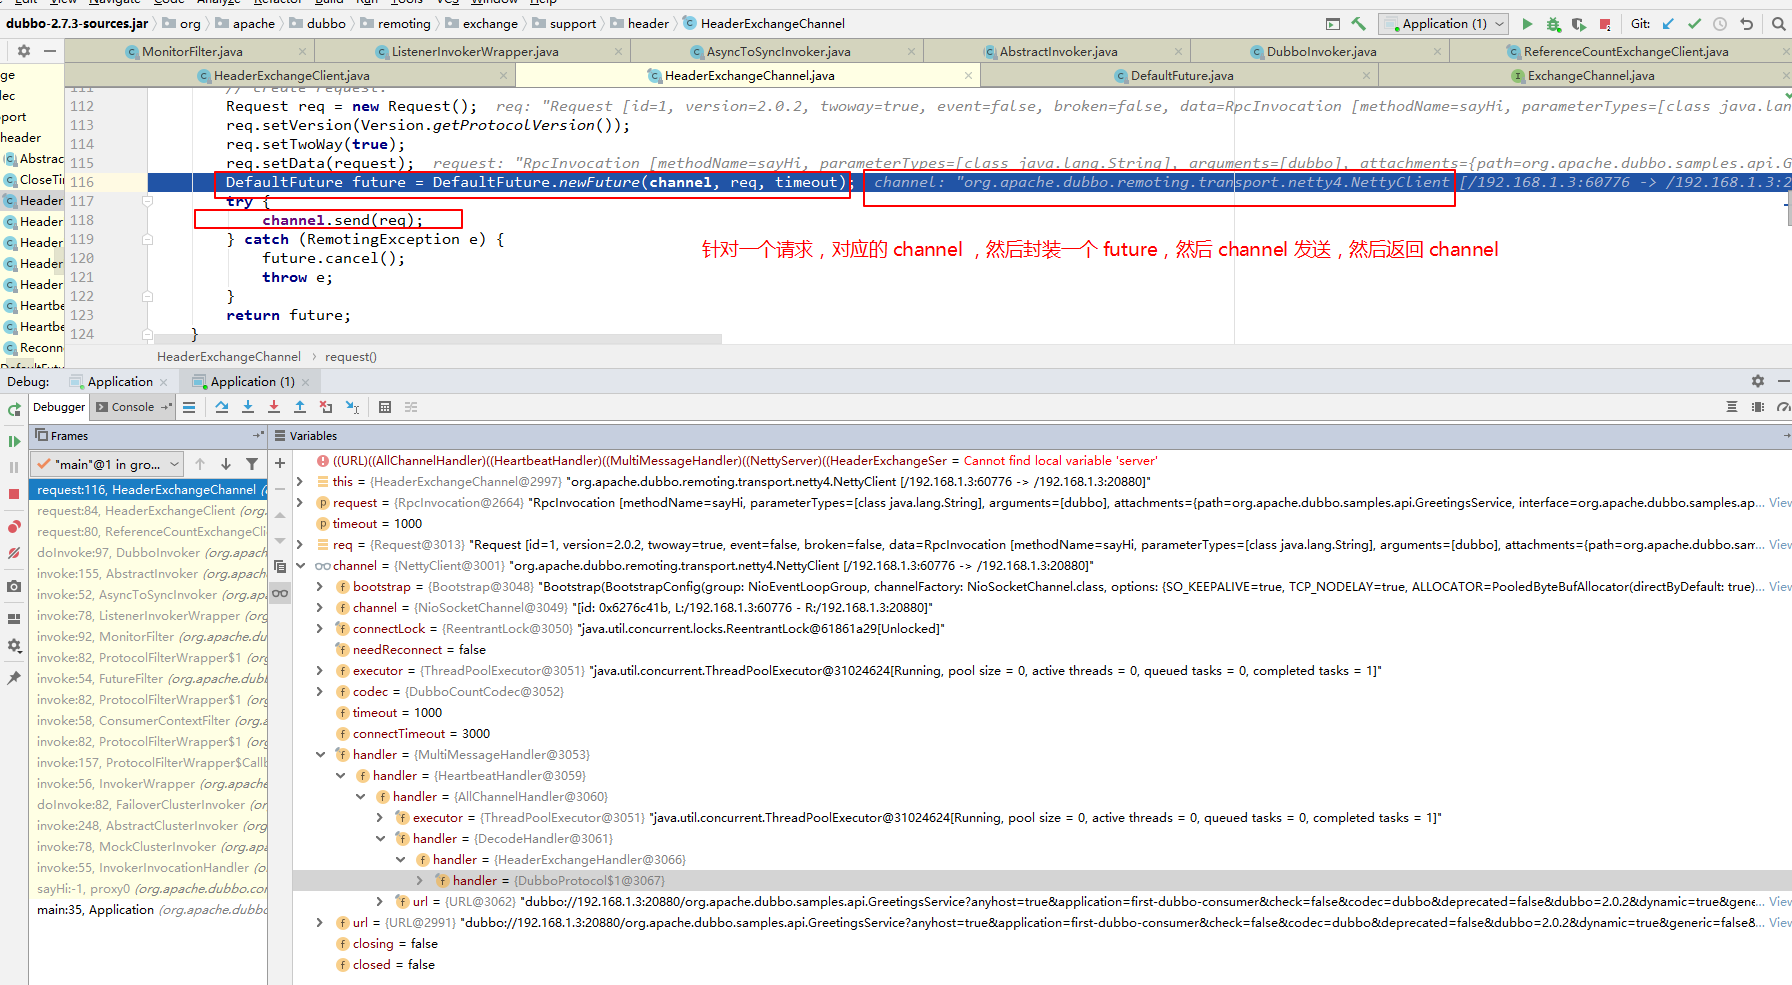 Edit View Navigate Code Analyze Refactor Build Run Tools VCS Window Help
dubbo-2.7.3-sources.jar org apache dubbo remoting exchange support header HeaderExchangeChannel Application (1) Git:
MonitorFilter.java ListenerInvokerWrapper.java AsyncToSyncInvoker.java AbstractInvoker.java DubboInvoker.java ReferenceCountExchangeClient.java
HeaderExchangeClient.java HeaderExchangeChannel.java DefaultFuture.java ExchangeChannel.java
ge
lec
port
header
Abstrac
CloseTir
Header
Header
Header
Header
Header
Heartbe
Heartbe
Reconn
DefaultFutu
111 // create request.
112 Request req = new Request(); req: "Request [id=1, version=2.0.2, twoway=true, event=false, broken=false, data=RpcInvocation [methodName=sayHi, parameterTypes=[class java.lan
113 req.setVersion(Version.getProtocolVersion());
114 req.setTwoWay(true);
115 req.setData(request); request: "RpcInvocation [methodName=sayHi, parameterTypes=[class java.lang.String], arguments=[dubbo], attachments={path=org.apache.dubbo.samples.api.G
116 DefaultFuture future = DefaultFuture.newFuture(channel, req, timeout); channel: "org.apache.dubbo.remoting.transport.netty4.NettyClient [/192.168.1.3:60776 -> /192.168.1.3:2
117 try {
118 channel.send(req);
119 } catch (RemotingException e) {
针对一个请求，对应的 channel ，然后封装一个 future，然后 channel 发送，然后返回 channel
120 future.cancel();
121 throw e;
122 }
123 return future;
124 }
HeaderExchangeChannel › request()
Debug: Application Application (1)
Debugger Console
Frames
Variables
"main"@1 in gro...
request:116, HeaderExchangeChannel (
request:84, HeaderExchangeClient (org.
request:80, ReferenceCountExchangeCli
doInvoke:97, DubboInvoker (org.apache
invoke:155, AbstractInvoker (org.apache
invoke:52, AsyncToSyncInvoker (org.ap
invoke:78, ListenerInvokerWrapper (org
invoke:92, MonitorFilter (org.apache.du
invoke:82, ProtocolFilterWrapper$1 (org
invoke:54, FutureFilter (org.apache.dubb
invoke:82, ProtocolFilterWrapper$1 (org
invoke:58, ConsumerContextFilter (org
invoke:82, ProtocolFilterWrapper$1 (org
invoke:157, ProtocolFilterWrapper$Callb
invoke:56, InvokerWrapper (org.apache
doInvoke:82, FailoverClusterInvoker (or
invoke:248, AbstractClusterInvoker (org
invoke:78, MockClusterInvoker (org.ap
invoke:55, InvokerInvocationHandler (or
sayHi:-1, proxy0 (org.apache.dubbo.co
main:35, Application (org.apache.dubbo
((URL)((AllChannelHandler)((HeartbeatHandler)((MultiMessageHandler)((NettyServer)((HeaderExchangeSer = Cannot find local variable 'server'
this = {HeaderExchangeChannel@2997} "org.apache.dubbo.remoting.transport.netty4.NettyClient [/192.168.1.3:60776 -> /192.168.1.3:20880]"
request = {RpcInvocation@2664} "RpcInvocation [methodName=sayHi, parameterTypes=[class java.lang.String], arguments=[dubbo], attachments={path=org.apache.dubbo.samples.api.GreetingsService, interface=org.apache.dubbo.samples.ap... View
timeout = 1000
req = {Request@3013} "Request [id=1, version=2.0.2, twoway=true, event=false, broken=false, data=RpcInvocation [methodName=sayHi, parameterTypes=[class java.lang.String], arguments=[dubbo], attachments={path=org.apache.dubbo.sam... View
channel = {NettyClient@3001} "org.apache.dubbo.remoting.transport.netty4.NettyClient [/192.168.1.3:60776 -> /192.168.1.3:20880]"
bootstrap = {Bootstrap@3048} "Bootstrap(BootstrapConfig(group: NioEventLoopGroup, channelFactory: NioSocketChannel.class, options: {SO_KEEPALIVE=true, TCP_NODELAY=true, ALLOCATOR=PooledByteBufAllocator(directByDefault: true)... View
channel = {NioSocketChannel@3049} "[id: 0x6276c41b, L:/192.168.1.3:60776 - R:/192.168.1.3:20880]"
connectLock = {ReentrantLock@3050} "java.util.concurrent.locks.ReentrantLock@61861a29[Unlocked]"
needReconnect = false
executor = {ThreadPoolExecutor@3051} "java.util.concurrent.ThreadPoolExecutor@31024624[Running, pool size = 0, active threads = 0, queued tasks = 0, completed tasks = 1]"
codec = {DubboCountCodec@3052}
timeout = 1000
connectTimeout = 3000
handler = {MultiMessageHandler@3053}
handler = {HeartbeatHandler@3059}
handler = {AllChannelHandler@3060}
executor = {ThreadPoolExecutor@3051} "java.util.concurrent.ThreadPoolExecutor@31024624[Running, pool size = 0, active threads = 0, queued tasks = 0, completed tasks = 1]"
handler = {DecodeHandler@3061}
handler = {HeaderExchangeHandler@3066}
handler = {DubboProtocol$1@3067}
url = {URL@3062} "dubbo://192.168.1.3:20880/org.apache.dubbo.samples.api.GreetingsService?anyhost=true&application=first-dubbo-consumer&check=false&codec=dubbo&deprecated=false&dubbo=2.0.2&dynamic=true&gene... View
url = {URL@2991} "dubbo://192.168.1.3:20880/org.apache.dubbo.samples.api.GreetingsService?anyhost=true&application=first-dubbo-consumer&check=false&codec=dubbo&deprecated=false&dubbo=2.0.2&dynamic=true&generic=false&... View
closing = false
closed = false